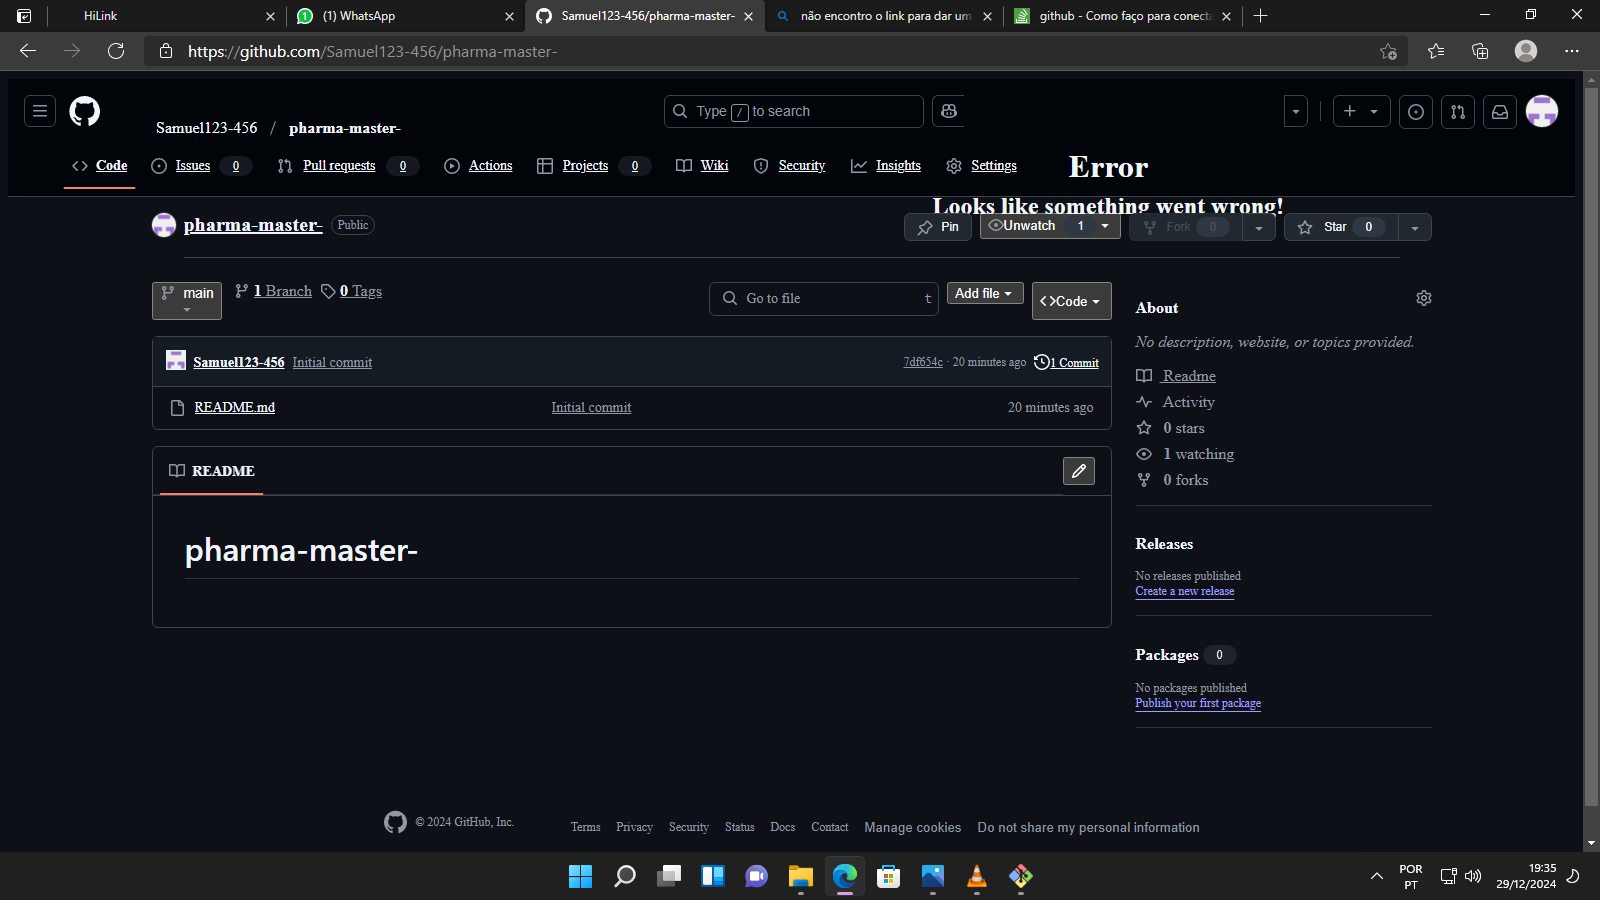 HiLink
(1) WhatsApp
Samuel123-456/pharma-master-
não encontro o link para dar um
github - Como faço para conecta
https://github.com/Samuel123-456/pharma-master-
Type / to search
Samuel123-456 / pharma-master-
Code
Issues 0
Pull requests 0
Actions
Projects 0
Wiki
Security
Insights
Settings
Error
Looks like something went wrong!
pharma-master- Public
Pin
Unwatch 1
Fork 0
Star 0
main
1 Branch
0 Tags
Go to file t
Add file
<>Code
Samuel123-456 Initial commit
7df654c · 20 minutes ago
1 Commit
README.md
Initial commit
20 minutes ago
README
pharma-master-
About
No description, website, or topics provided.
Readme
Activity
0 stars
1 watching
0 forks
Releases
No releases published
Create a new release
Packages 0
No packages published
Publish your first package
© 2024 GitHub, Inc.
Terms
Privacy
Security
Status
Docs
Contact
Manage cookies
Do not share my personal information
POR
PT
19:35
29/12/2024